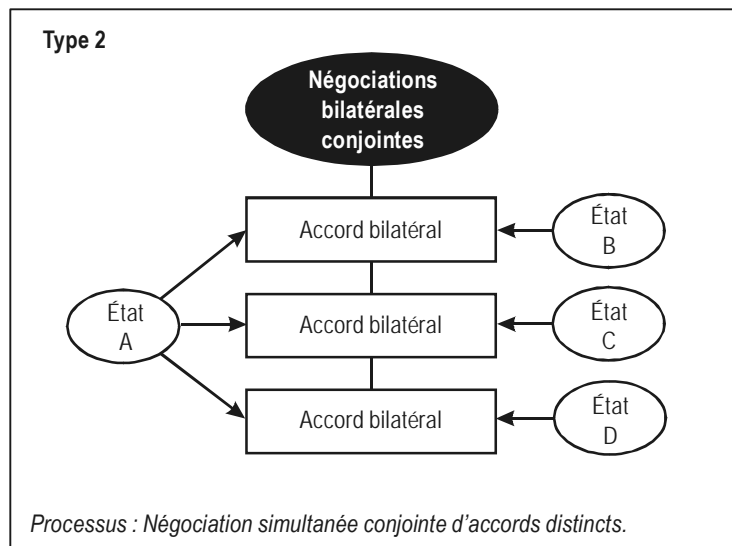 Type 2
Négociations
bilatérales
conjointes
Accord bilatéral
État
B
État
A
Accord bilatéral
État
C
Accord bilatéral
État
D
Processus : Négociation simultanée conjointe d'accords distincts.